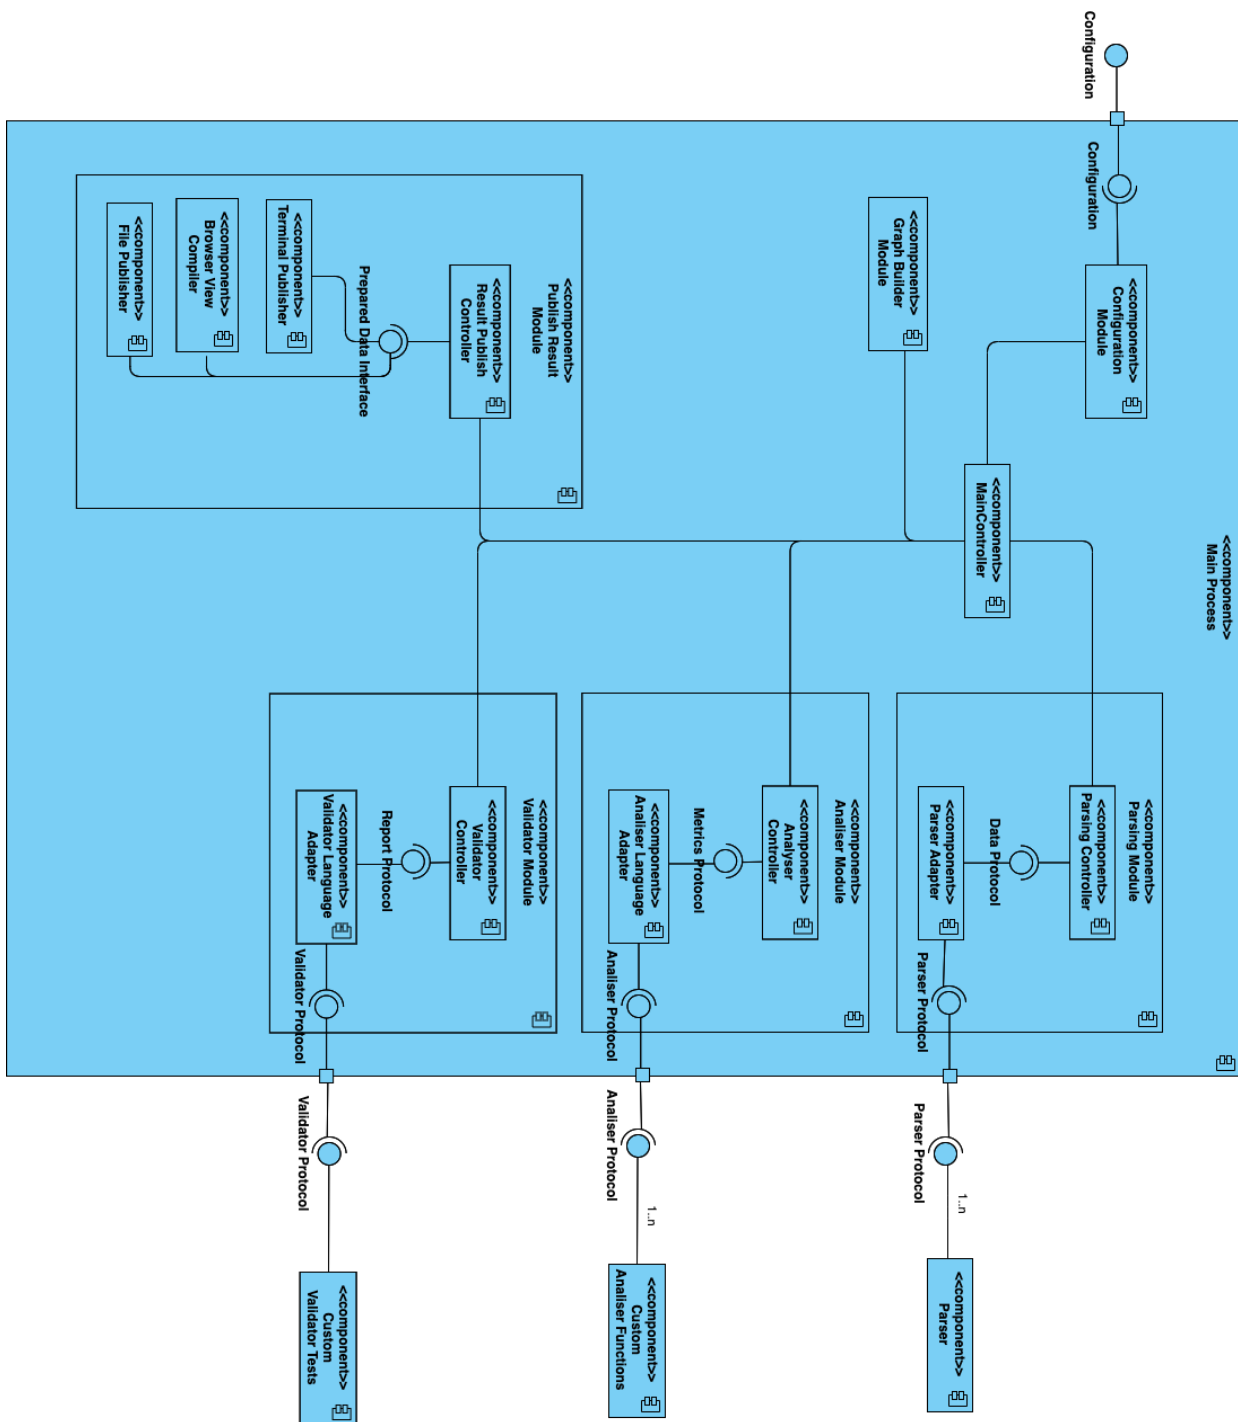 <<component>>
Main Process
Configuration
Configuration
<<component>>
Configuration
Module
<<component>>
MainController
<<component>>
Graph Builder
Module
<<component>>
Publish Result
Module
<<component>>
Result Publish
Controller
Prepared Data Interface
<<component>>
Terminal Publisher
<<component>>
Browser View
Compiler
<<component>>
File Publisher
<<component>>
Parsing Module
<<component>>
Parsing Controller
Data Protocol
<<component>>
Parser Adapter
Parser Protocol
Parser Protocol
1..n
<<component>>
Parser
<<component>>
Analiser Module
<<component>>
Analyser
Controller
Metrics Protocol
<<component>>
Analiser Language
Adapter
Analiser Protocol
Analiser Protocol
1..n
<<component>>
Custom
Analiser Functions
<<component>>
Validator Module
<<component>>
Validator
Controller
Report Protocol
<<component>>
Validator Language
Adapter
Validator Protocol
Validator Protocol
<<component>>
Custom
Validator Tests